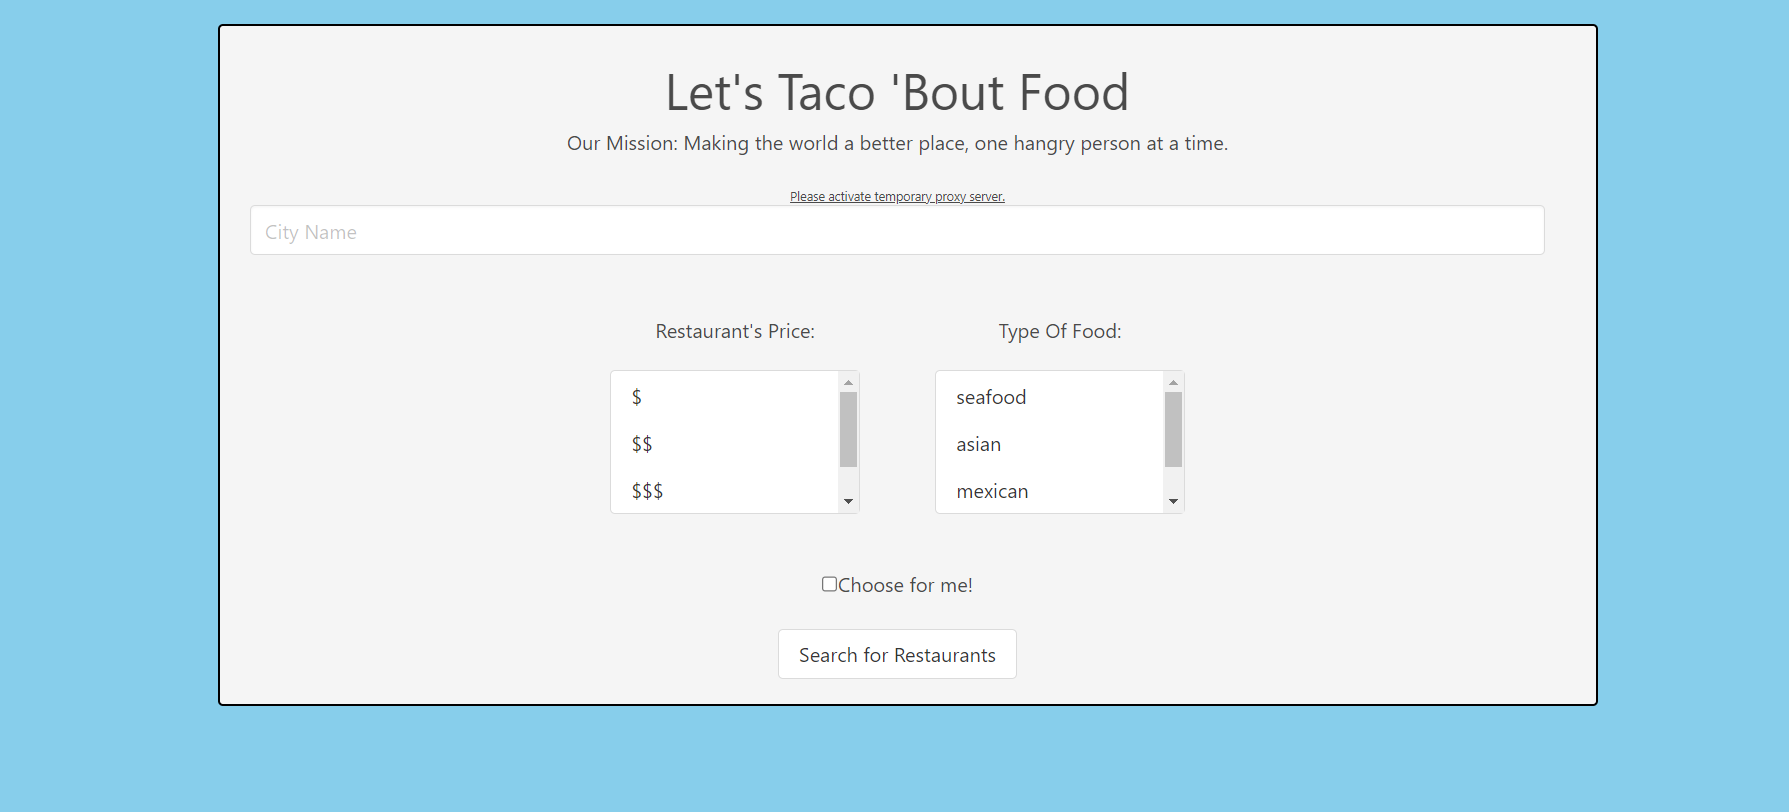 Let's Taco 'Bout Food
Our Mission: Making the world a better place, one hangry person at a time.
Please activate temporary proxy server.
City Name
Restaurant's Price:
$
$$
$$$
Type Of Food:
seafood
asian
mexican
Choose for me!
Search for Restaurants